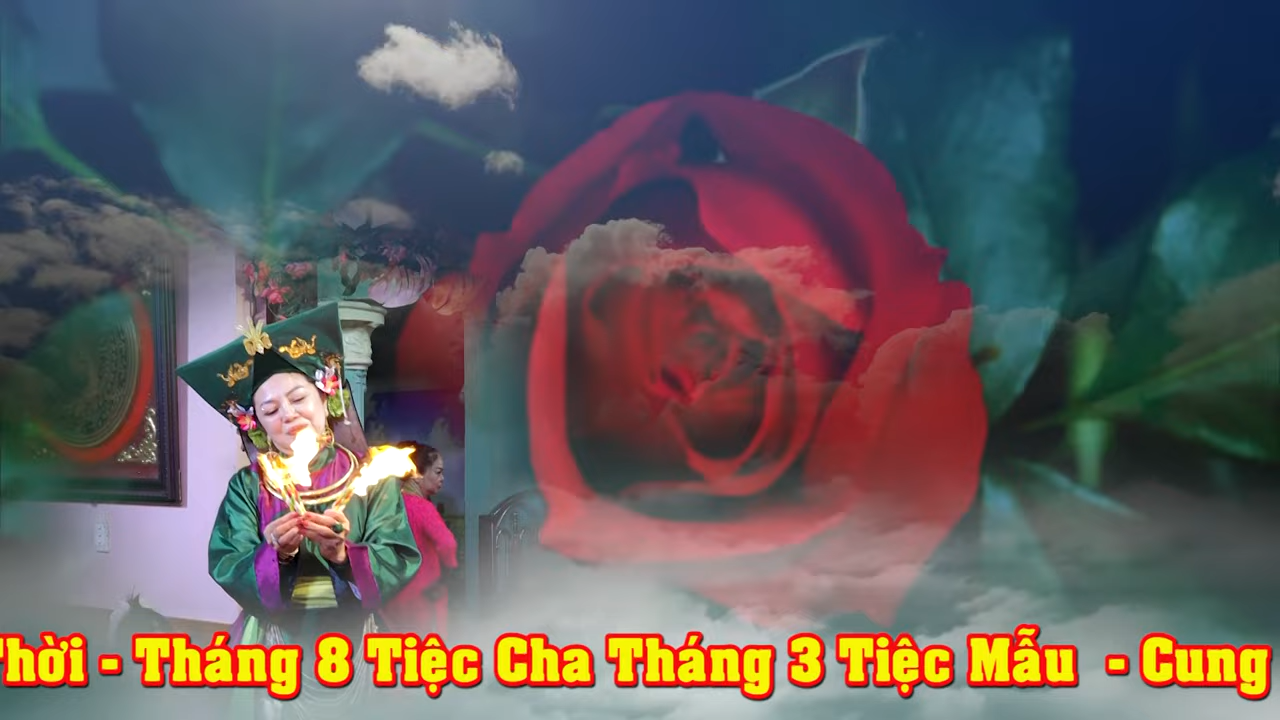 Thời - Tháng 8 Tiệc Cha Tháng 3 Tiệc Mẫu - Cung